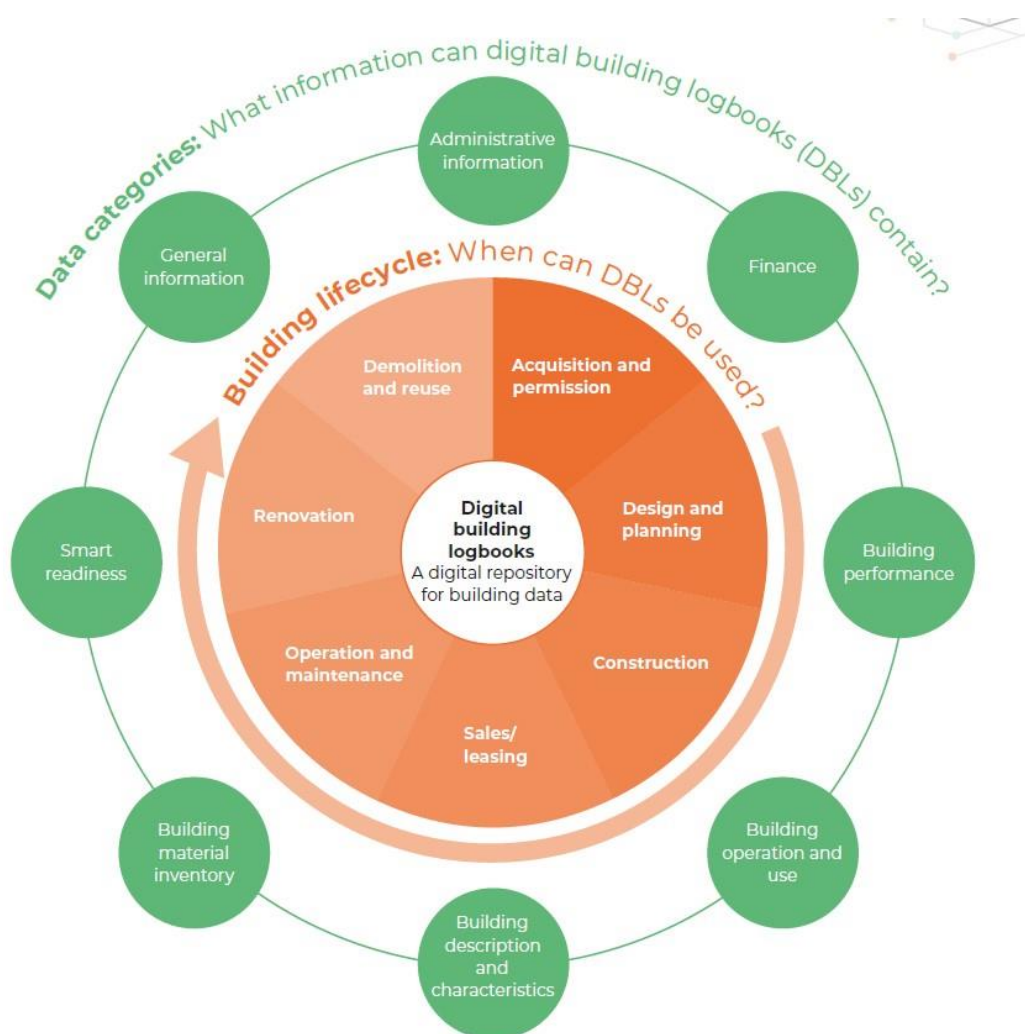 Data categories: What information can digital building logbooks (DBLs) contain?
Administrative
information
Finance
Building
performance
Building
operation and
use
Building
description
and
characteristics
Building
material
inventory
Smart
readiness
General
information
Building lifecycle: When can DBLs be used?
Acquisition and
permission
Design and
planning
Construction
Sales/
leasing
Operation and
maintenance
Renovation
Demolition
and reuse
Digital
building
logbooks
A digital repository
for building data